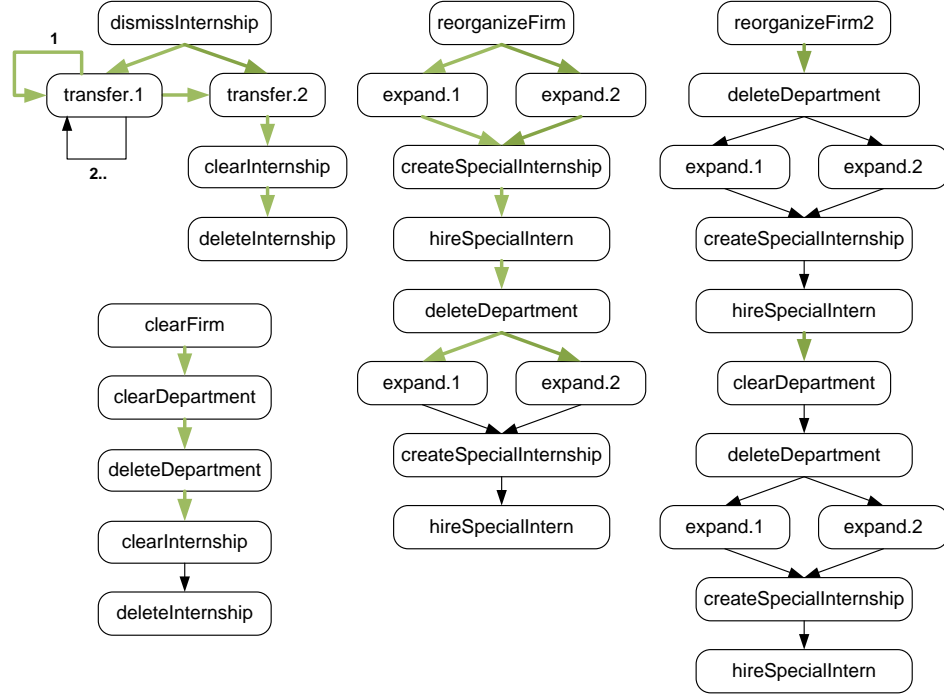 dismissInternship
1
transfer.1
transfer.2
2..
clearInternship
deleteInternship
clearFirm
clearDepartment
deleteDepartment
clearInternship
deleteInternship
reorganizeFirm
expand.1
expand.2
createSpecialInternship
hireSpecialIntern
deleteDepartment
expand.1
expand.2
createSpecialInternship
hireSpecialIntern
reorganizeFirm2
deleteDepartment
expand.1
expand.2
createSpecialInternship
hireSpecialIntern
clearDepartment
deleteDepartment
expand.1
expand.2
createSpecialInternship
hireSpecialIntern